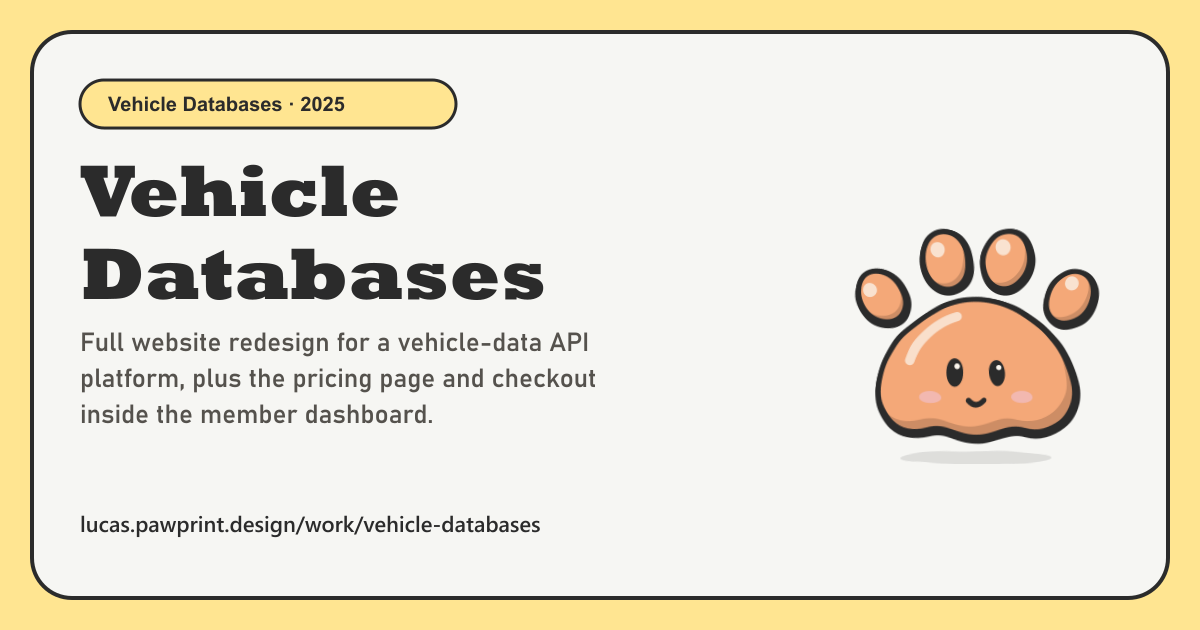 Vehicle Databases · 2025
Vehicle
Databases
Full website redesign for a vehicle-data API
platform, plus the pricing page and checkout
inside the member dashboard.
lucas.pawprint.design/work/vehicle-databases